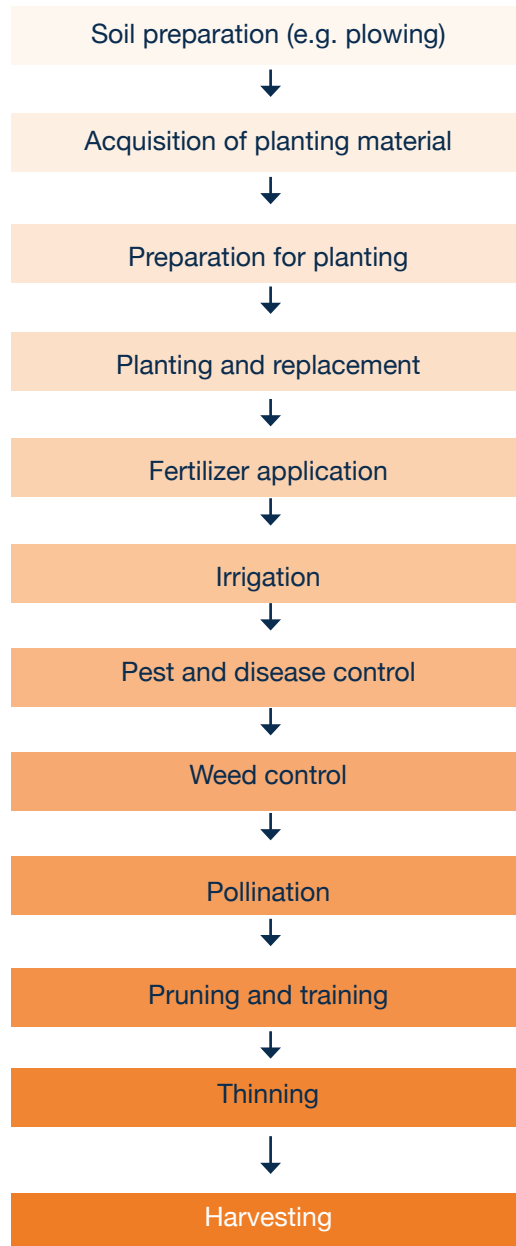 Soil preparation (e.g. plowing)
Acquisition of planting material
Preparation for planting
Planting and replacement
Fertilizer application
Irrigation
Pest and disease control
Weed control
Pollination
Pruning and training
Thinning
Harvesting